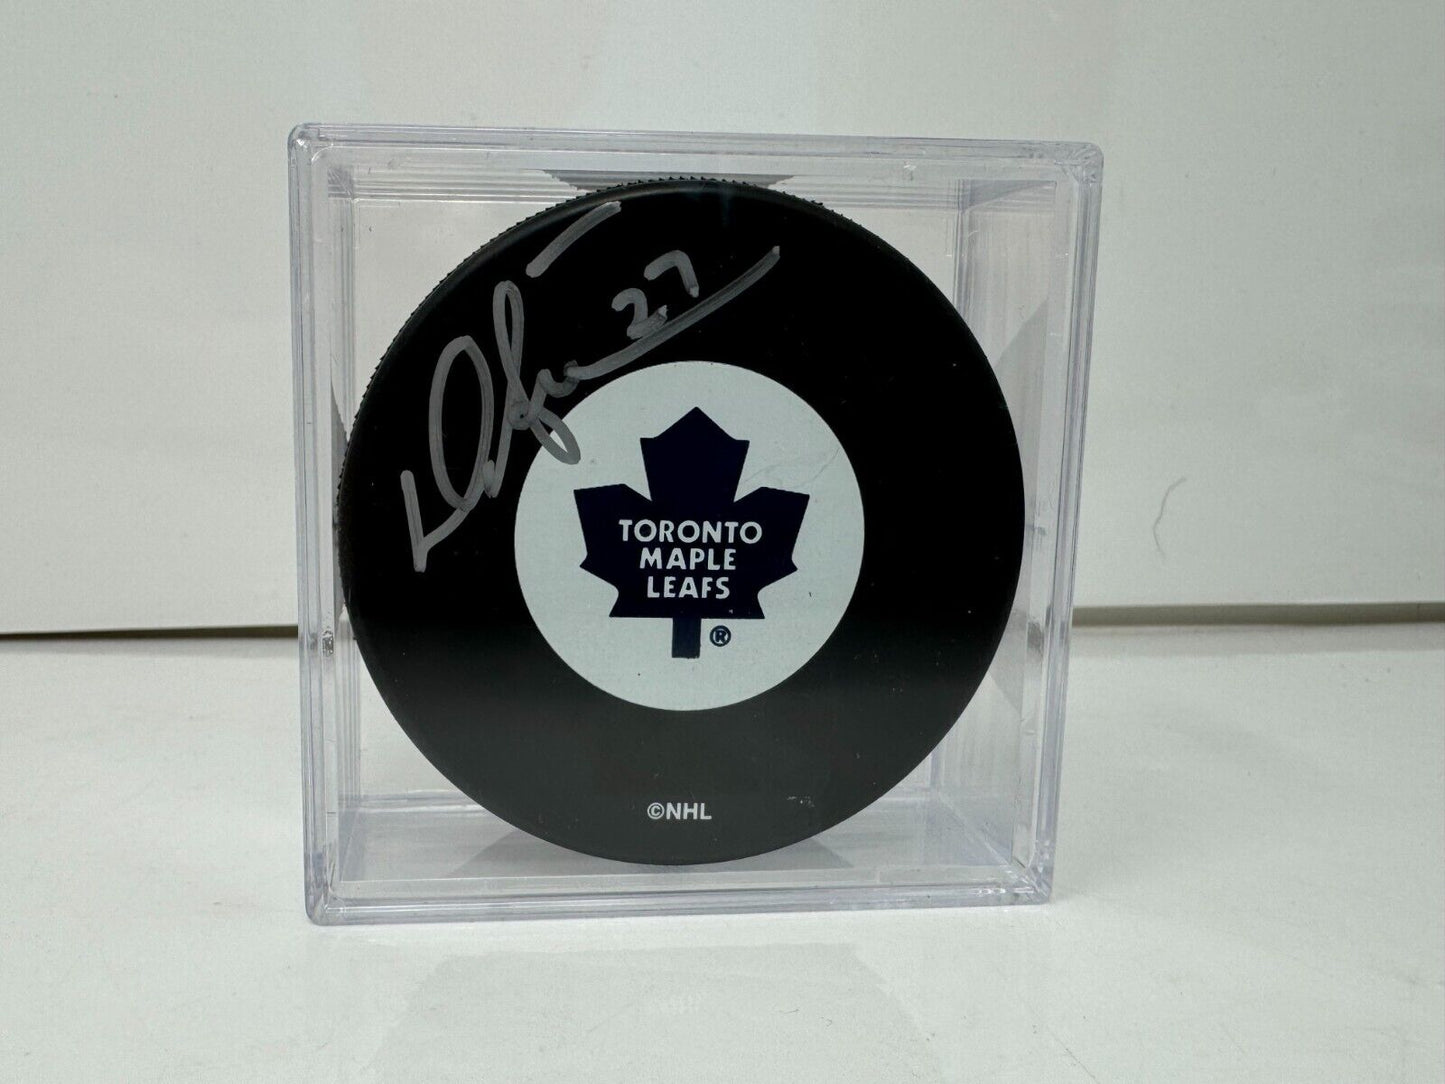 27
TORONTO
MAPLE
LEAFS
®
©NHL